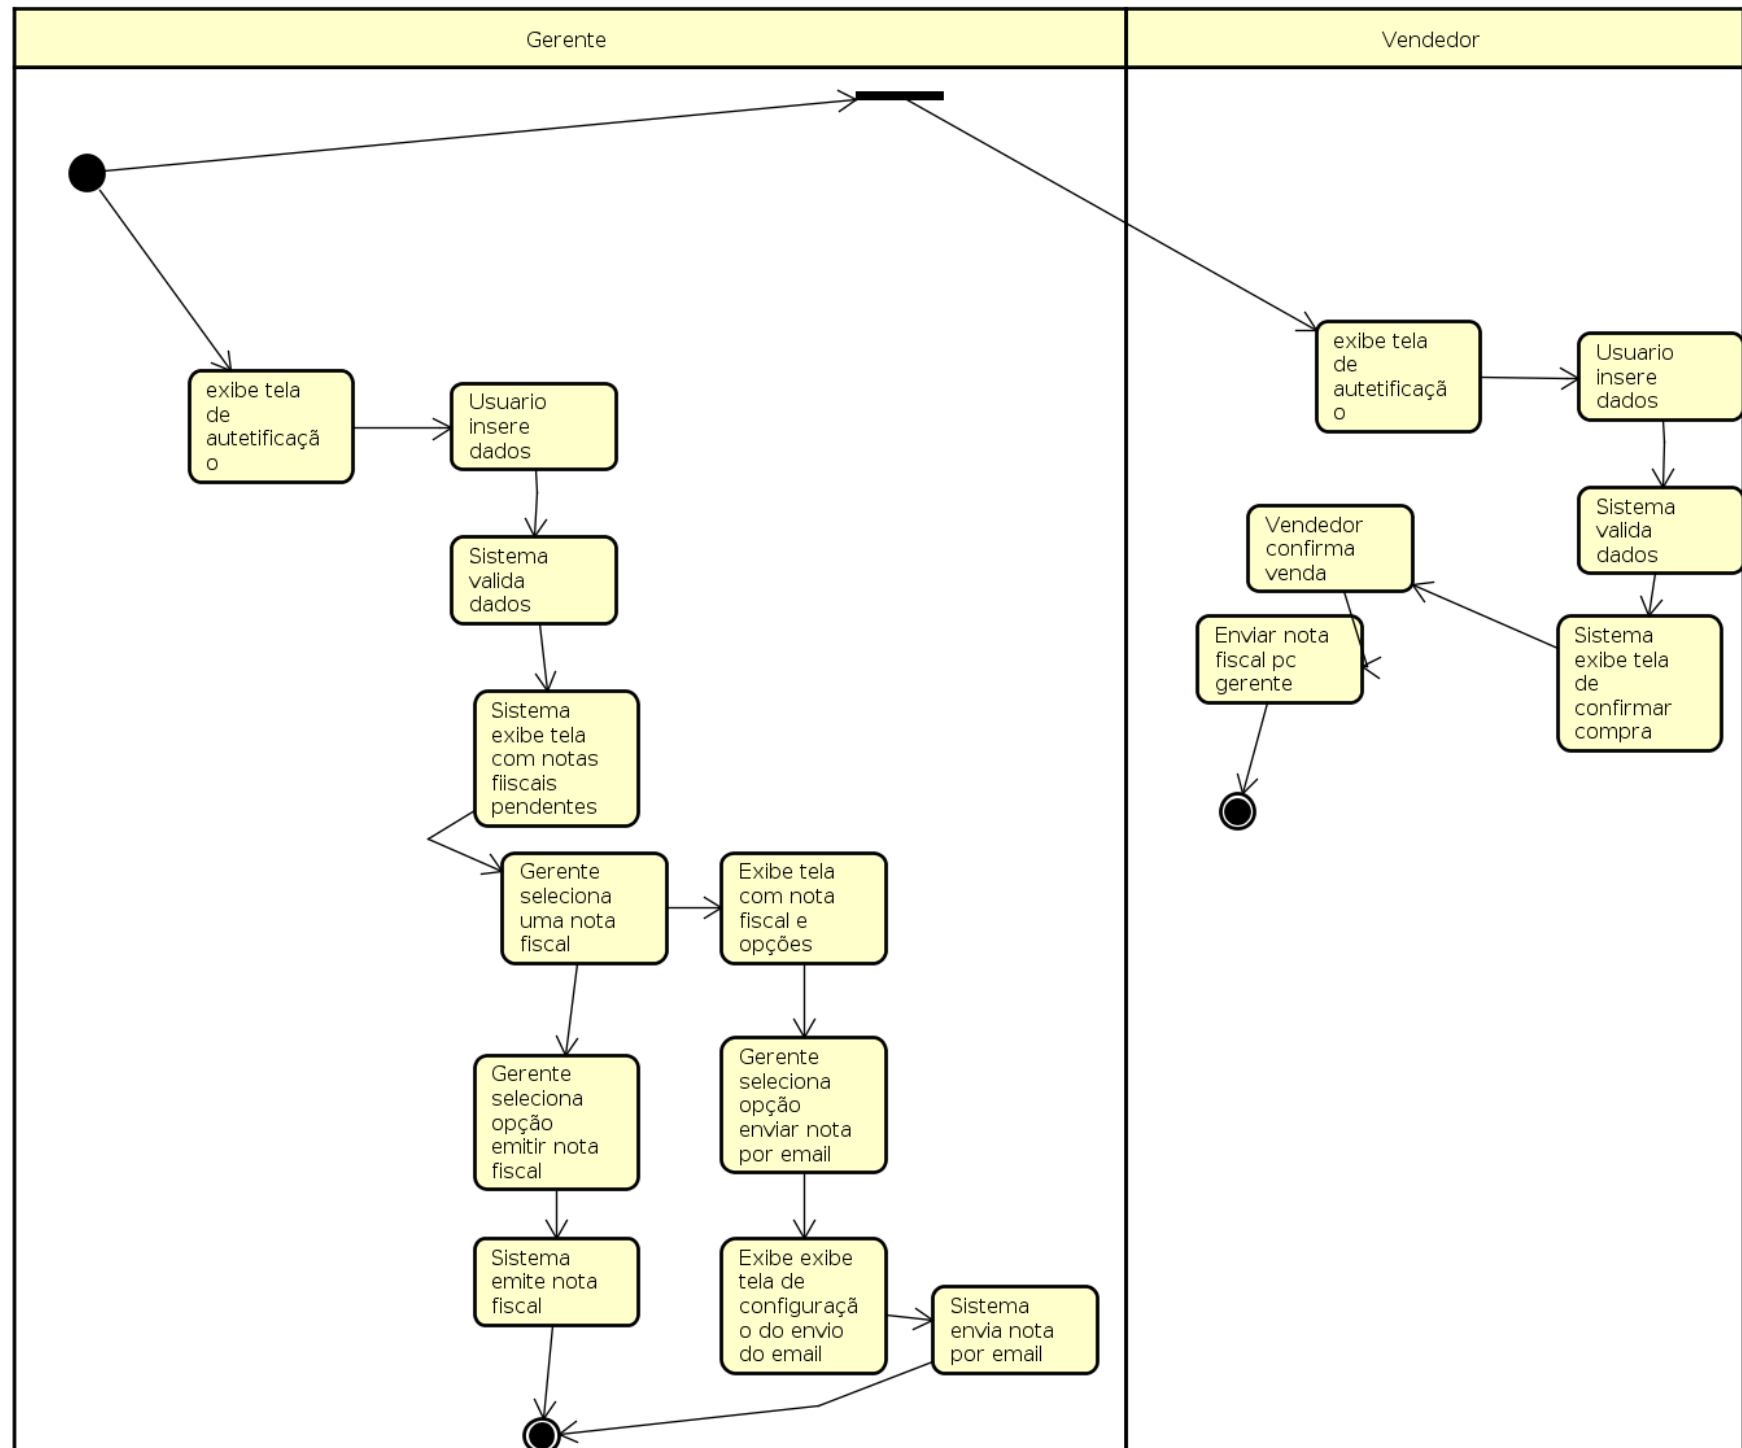 Gerente
Vendedor
exibe tela
de
autetificaçã
o
Usuario
insere
dados
Sistema
valida
dados
Sistema
exibe tela
com notas
fiiscais
pendentes
Gerente
seleciona
uma nota
fiscal
Exibe tela
com nota
fiscal e
opções
Gerente
seleciona
opção
emitir nota
fiscal
Gerente
seleciona
opção
enviar nota
por email
Sistema
emite nota
fiscal
Exibe exibe
tela de
configuraçã
o do envio
do email
Sistema
envia nota
por email
exibe tela
de
autetificaçã
o
Usuario
insere
dados
Sistema
valida
dados
Sistema
exibe tela
de
confirmar
compra
Vendedor
confirma
venda
Enviar nota
fiscal pc
gerente